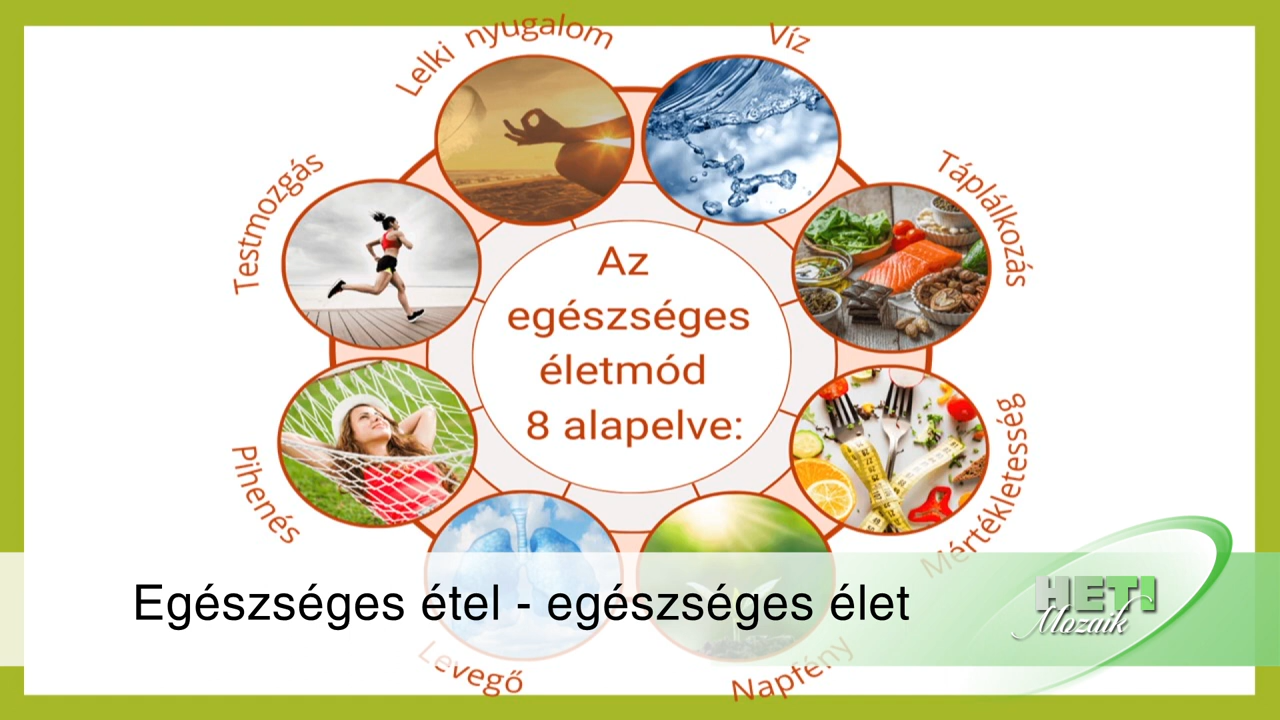 Lelki nyugalom
Víz
Testmozgás
Táplálkozás
Az
egészséges
életmód
8 alapelve:
Pihenés
Mértékletesség
Egészséges étel - egészséges élet
HETI
Mozaik
Levegő
Napfény